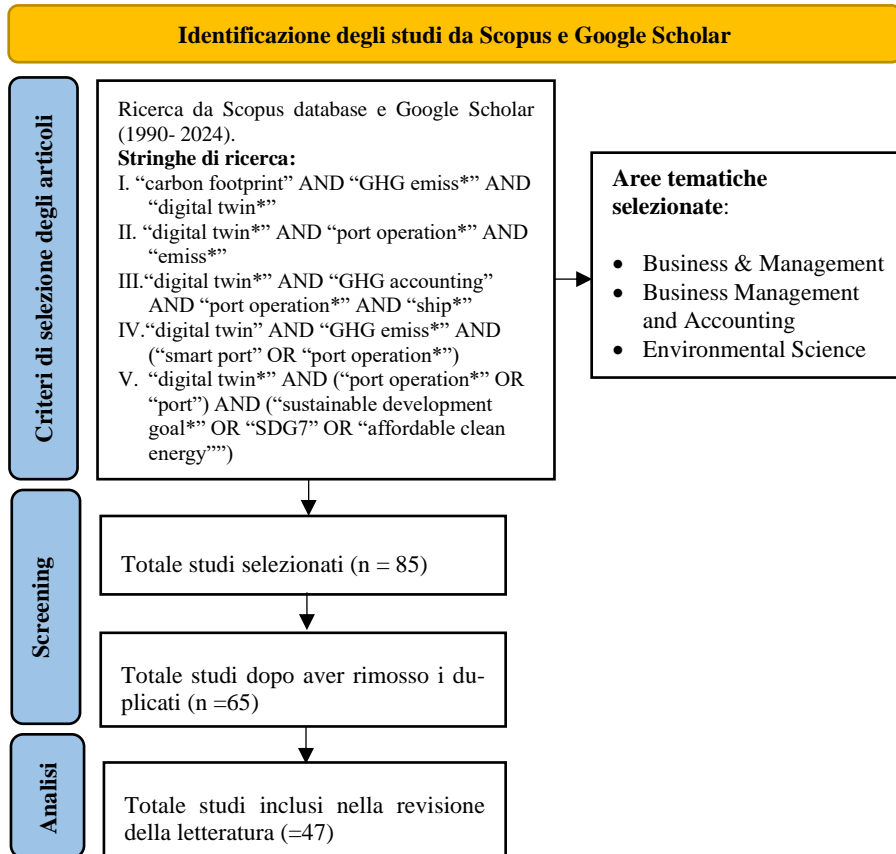 Identificazione degli studi da Scopus e Google Scholar
Criteri di selezione degli articoli
Ricerca da Scopus database e Google Scholar
(1990- 2024).
Stringhe di ricerca:
I. “carbon footprint” AND “GHG emiss*” AND
“digital twin*”
II. “digital twin*” AND “port operation*” AND
“emiss*”
III.“digital twin*” AND “GHG accounting”
AND “port operation*” AND “ship*”
IV.“digital twin” AND “GHG emiss*” AND
(“smart port” OR “port operation*”)
V. “digital twin*” AND (“port operation*” OR
“port”) AND (“sustainable development
goal*” OR “SDG7” OR “affordable clean
energy””)
Aree tematiche
selezionate:
• Business & Management
• Business Management
and Accounting
• Environmental Science
Screening
Totale studi selezionati (n = 85)
Totale studi dopo aver rimosso i du-
plicati (n =65)
Analisi
Totale studi inclusi nella revisione
della letteratura (=47)